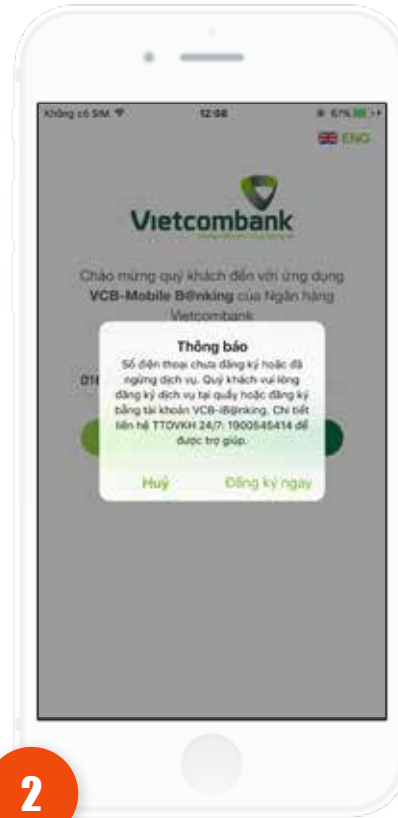 Không có SIM
12:08
67%
ENG
Vietcombank
Chào mừng quý khách đến với ứng dụng
VCB-Mobile B@nking của Ngân hàng
Vietcombank
Thông báo
Số điện thoại chưa đăng ký hoặc đã
ngừng dịch vụ. Quý khách vui lòng
đăng ký dịch vụ tại quầy hoặc đăng ký
bằng tài khoản VCB-iB@nking. Chi tiết
liên hệ TTDVKH 24/7: 1900545414 để
được trợ giúp.
016
Huỷ
Đăng ký ngay
2